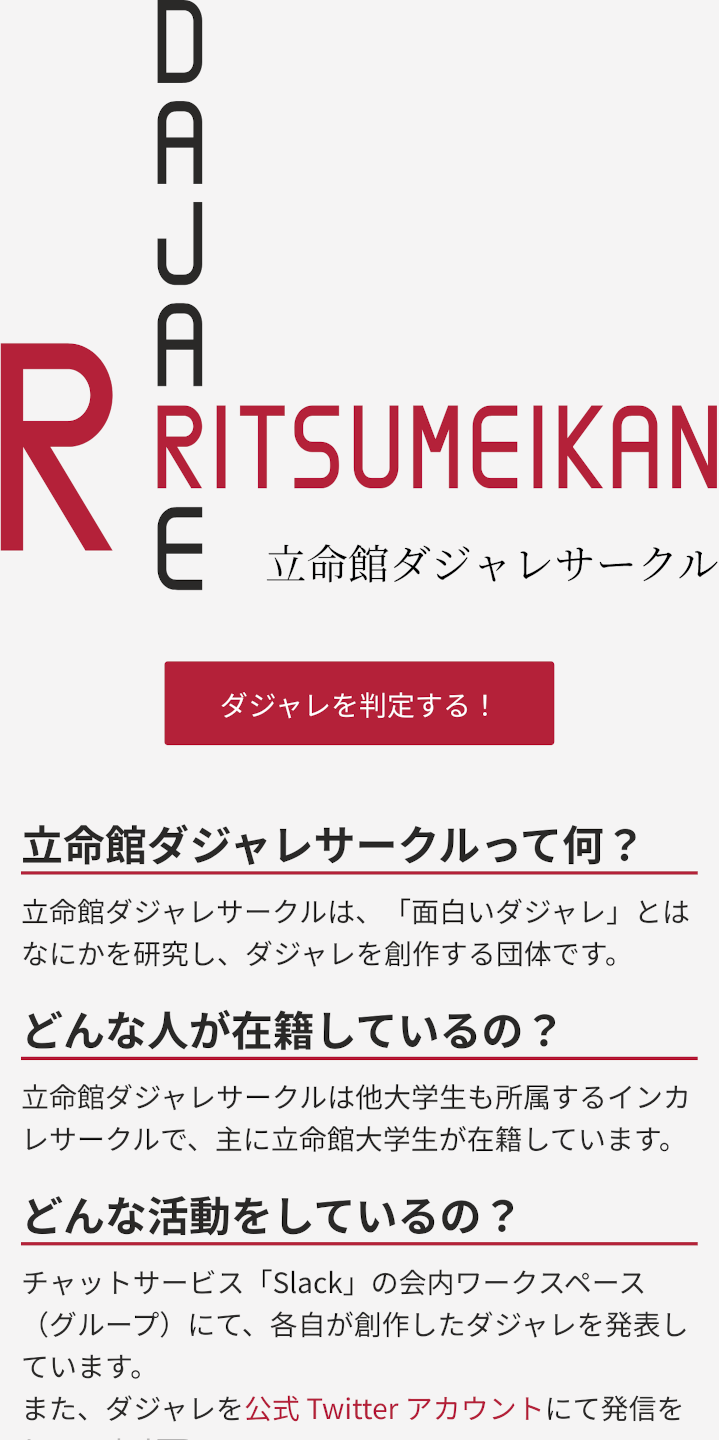 DAJARE
R
RITSUMEIKAN
立命館ダジャレサークル
ダジャレを判定する！
立命館ダジャレサークルって何？
立命館ダジャレサークルは、「面白いダジャレ」とは
なにかを研究し、ダジャレを創作する団体です。
どんな人が在籍しているの？
立命館ダジャレサークルは他大学生も所属するインカ
レサークルで、主に立命館大学生が在籍しています。
どんな活動をしているの？
チャットサービス「Slack」の会内ワークスペース
（グループ）にて、各自が創作したダジャレを発表し
ています。
また、ダジャレを公式 Twitter アカウントにて発信を